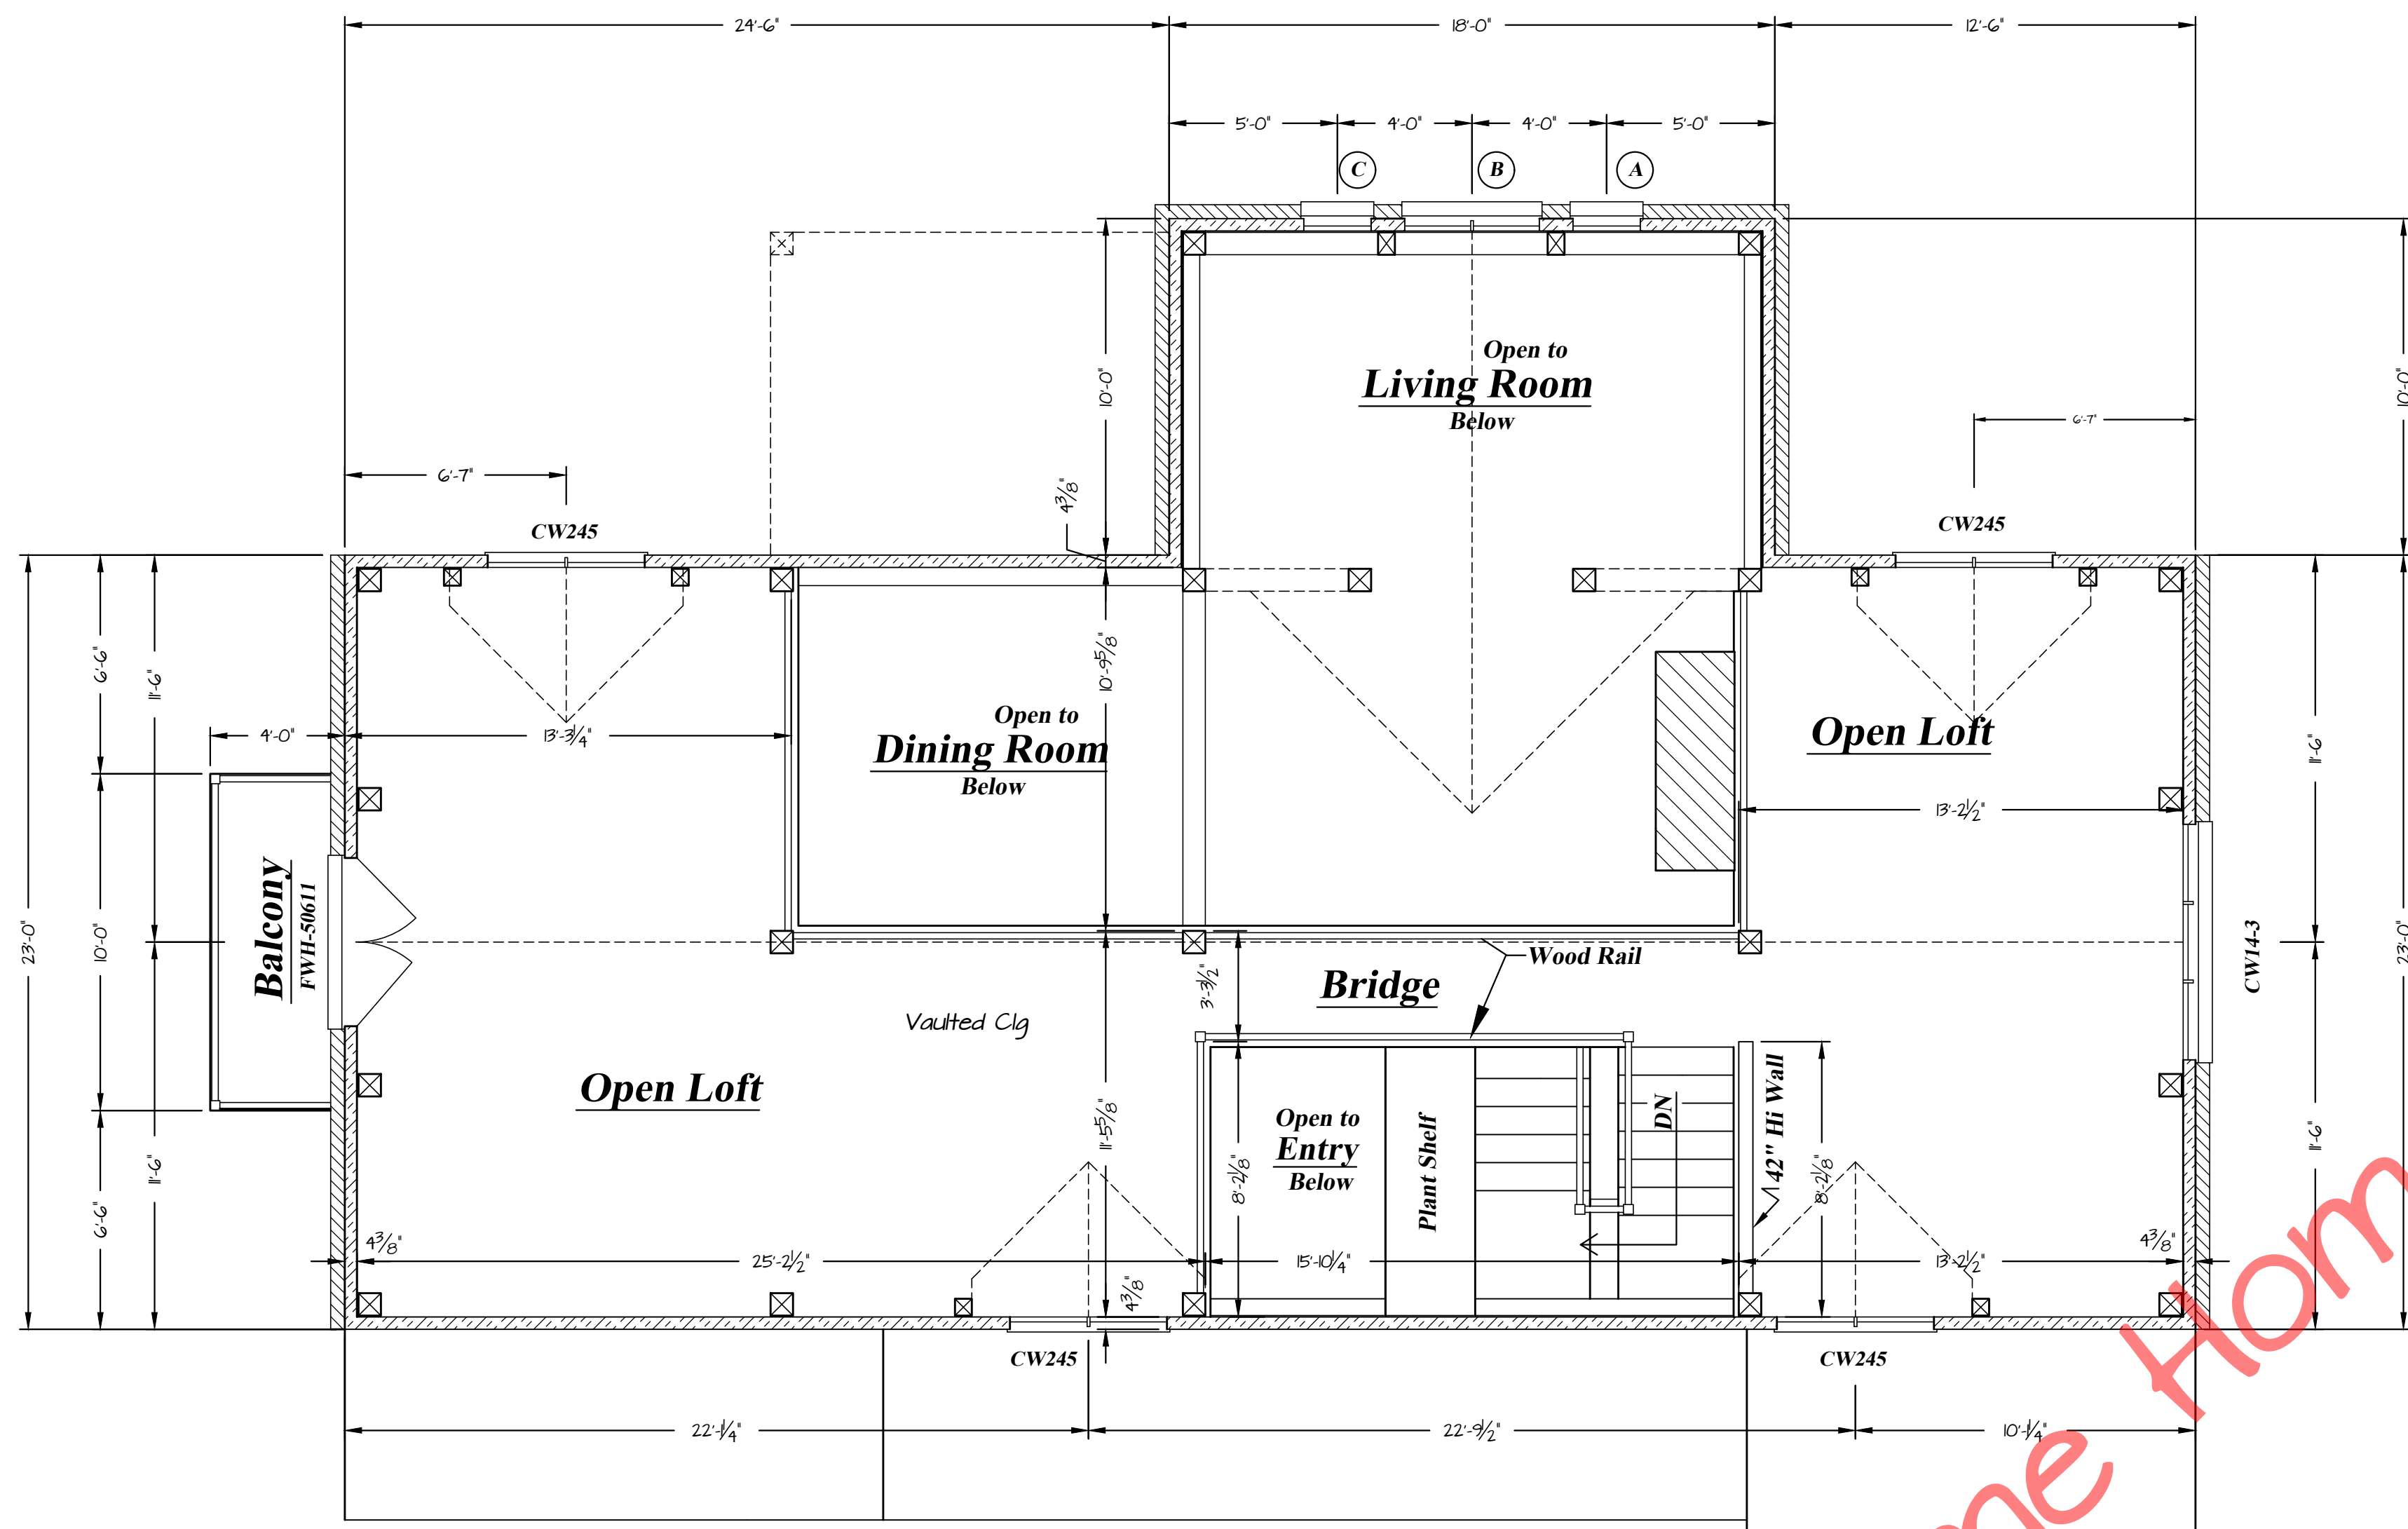 24'-6"
18'-0"
12'-6"
5'-0"
4'-0"
4'-0"
5'-0"
C
B
A
Open to
Living Room
Below
10'-0"
10'-0"
6'-7"
6'-7"
4 3/8"
CW245
CW245
23'-0"
6'-6"
11'-6"
10'-9 5/8"
Open to
Dining Room
Below
Open Loft
4'-0"
13'-3/4"
11'-6"
13'-2 1/2"
Balcony
FWH-50611
10'-0"
CW14-3
23'-0"
Wood Rail
Bridge
3'-3 1/2"
Vaulted Clg
Open Loft
Open to
Entry
Below
Plant Shelf
DN
42" Hi Wall
11'-5 5/8"
8'-2 1/8"
8'-2 1/8"
6'-6"
11'-6"
11'-6"
4 3/8"
25'-2 1/2"
15'-10 1/4"
13'-2 1/2"
4 3/8"
4 3/8"
CW245
CW245
22'-1 1/4"
22'-9 1/2"
10'-1 1/4"
Hom
me